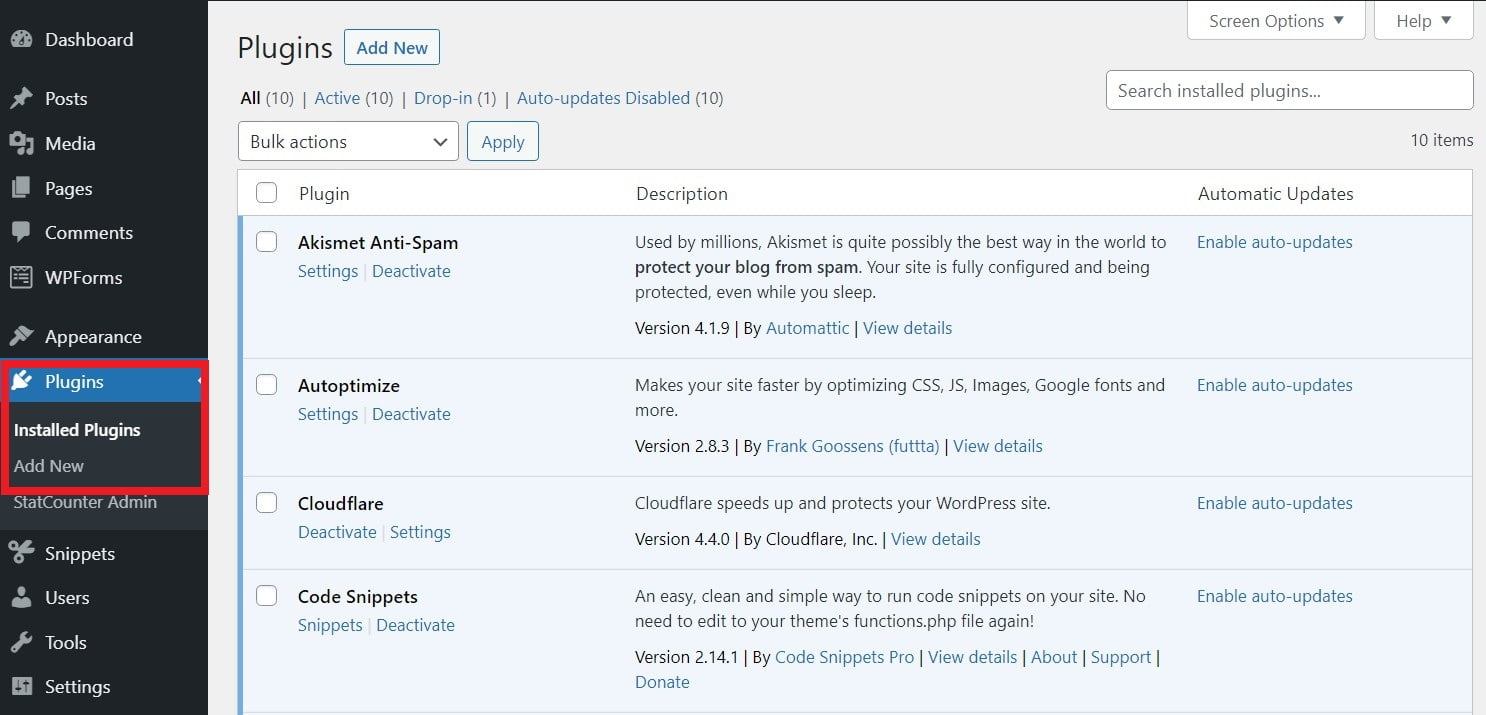 Dashboard
Posts
Media
Pages
Comments
WPForms
Appearance
Plugins
Installed Plugins
Add New
StatCounter Admin
Snippets
Users
Tools
Settings
Screen Options ▼
Help ▼
Plugins Add New
All (10) | Active (10) | Drop-in (1) | Auto-updates Disabled (10)
Search installed plugins...
Bulk actions Apply
10 items
Plugin Description Automatic Updates
Akismet Anti-Spam
Settings | Deactivate
Used by millions, Akismet is quite possibly the best way in the world to
protect your blog from spam. Your site is fully configured and being
protected, even while you sleep.
Version 4.1.9 | By Automattic | View details
Enable auto-updates
Autoptimize
Settings | Deactivate
Makes your site faster by optimizing CSS, JS, Images, Google fonts and
more.
Version 2.8.3 | By Frank Goossens (futtta) | View details
Enable auto-updates
Cloudflare
Deactivate | Settings
Cloudflare speeds up and protects your WordPress site.
Version 4.4.0 | By Cloudflare, Inc. | View details
Enable auto-updates
Code Snippets
Snippets | Deactivate
An easy, clean and simple way to run code snippets on your site. No
need to edit to your theme's functions.php file again!
Version 2.14.1 | By Code Snippets Pro | View details | About | Support |
Donate
Enable auto-updates